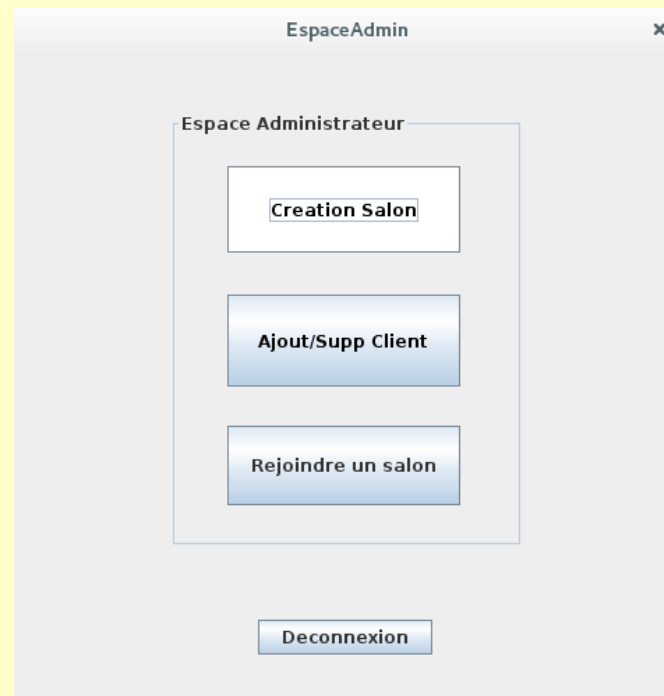 EspaceAdmin
Espace Administrateur
Creation Salon
Ajout/Supp Client
Rejoindre un salon
Deconnexion